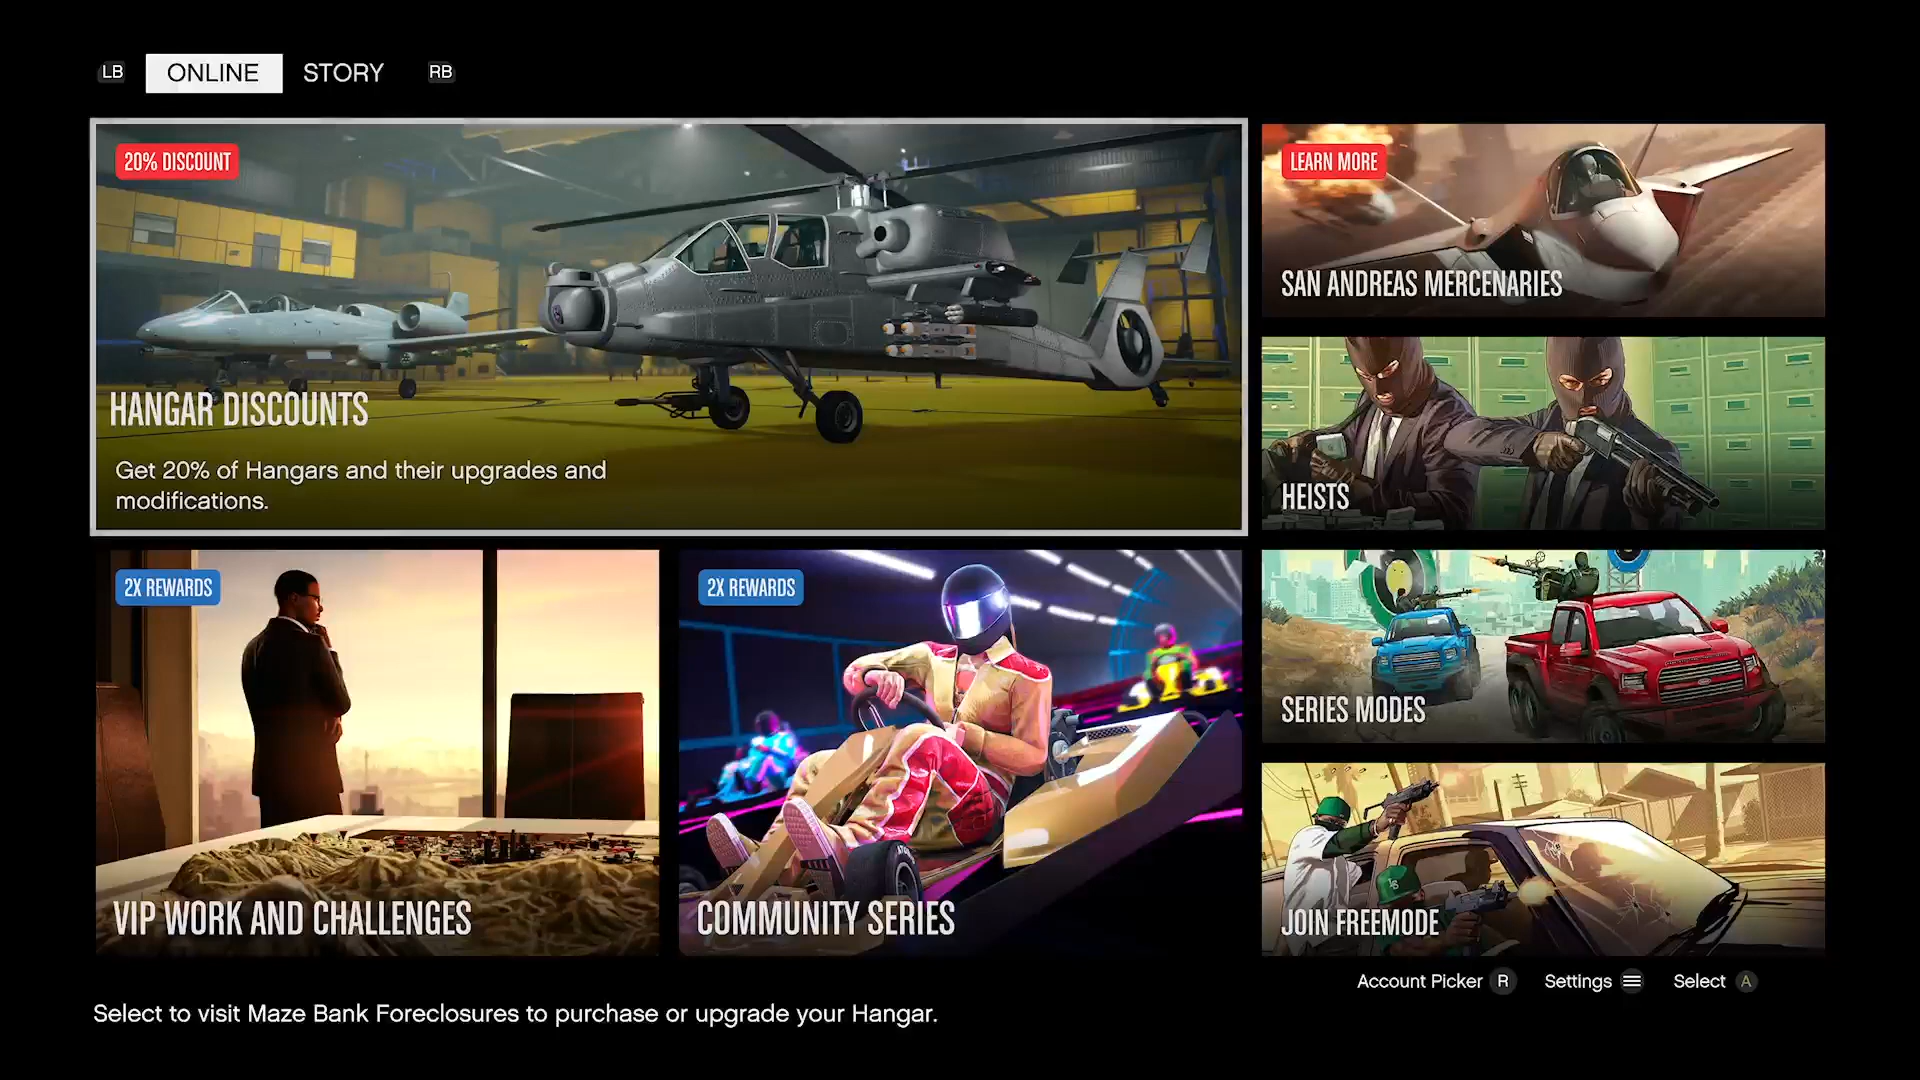 LB ONLINE STORY RB
20% DISCOUNT
HANGAR DISCOUNTS
Get 20% of Hangars and their upgrades and
modifications.
LEARN MORE
SAN ANDREAS MERCENARIES
HEISTS
2X REWARDS
VIP WORK AND CHALLENGES
2X REWARDS
COMMUNITY SERIES
SERIES MODES
JOIN FREEMODE
Account Picker R Settings Select A
Select to visit Maze Bank Foreclosures to purchase or upgrade your Hangar.